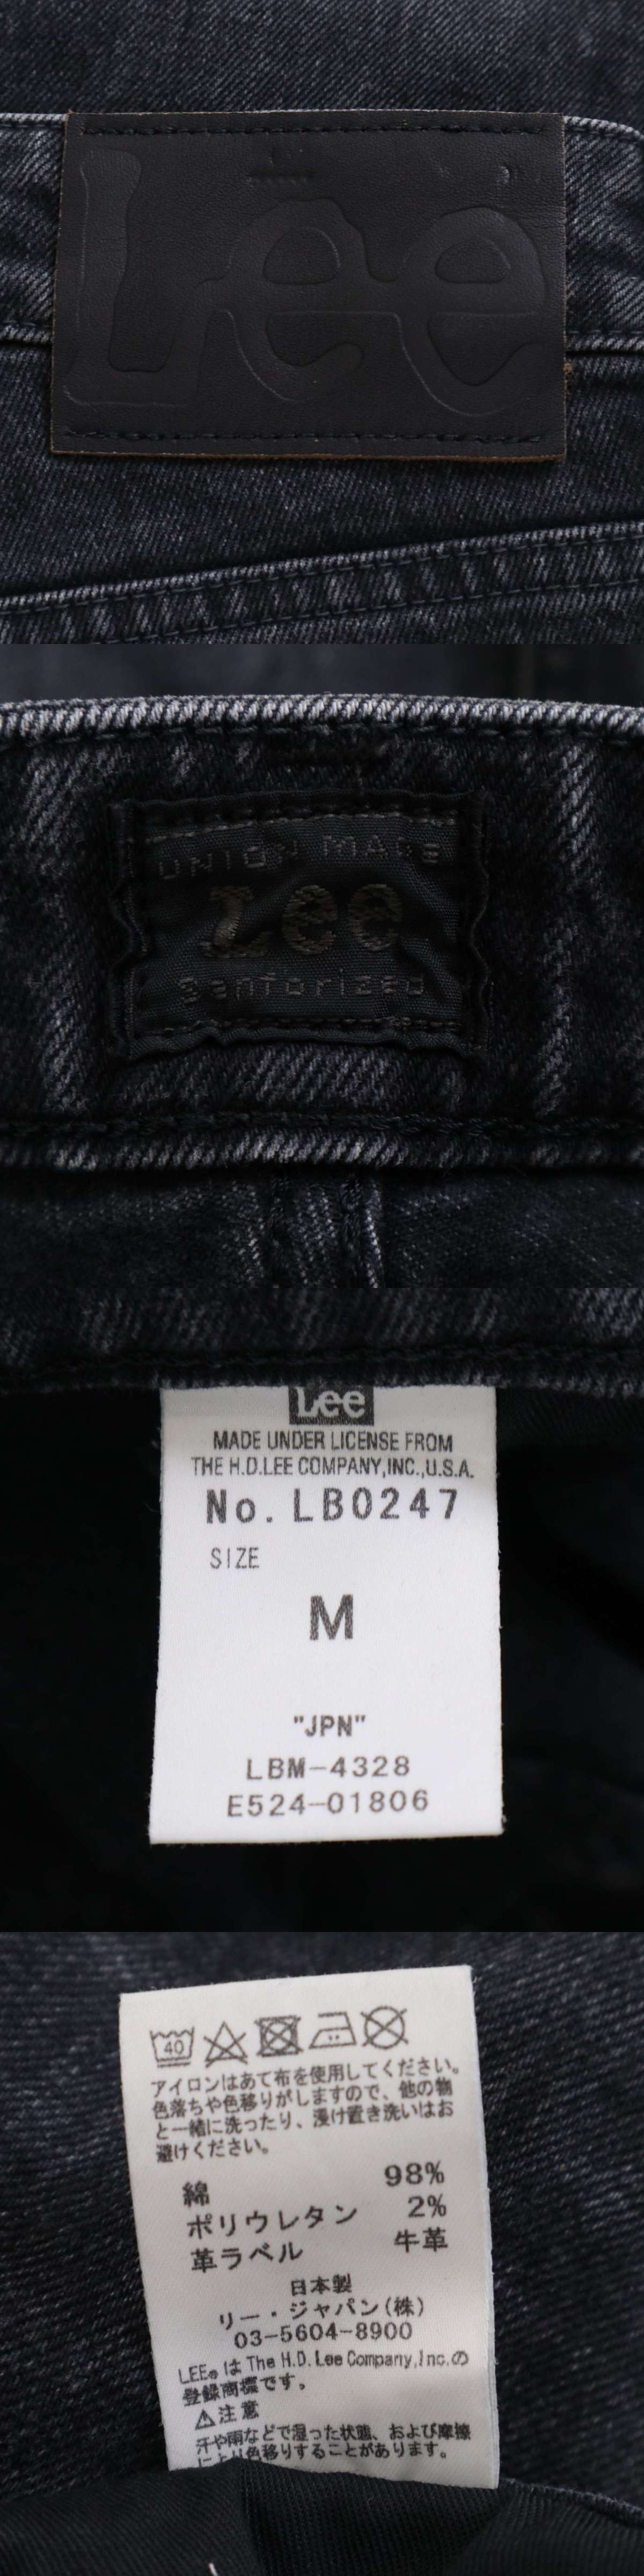 Lee
UNION MADE
Lee
Sanforized
Lee
MADE UNDER LICENSE FROM
THE H.D.LEE COMPANY,INC.,U.S.A.
No. LB0247
SIZE
M
"JPN"
LBM-4328
E524-01806
40
アイロンはあて布を使用してください。
色落ちや色移りがしますので、他の物
と一緒に洗ったり、浸け置き洗いはお
避けください。
綿 98%
ポリウレタン 2%
革ラベル 牛革
日本製
リー・ジャパン(株)
03-5604-8900
LEE® は The H.D. Lee Company,Inc.の
登録商標です。
⚠注意
汗や雨などで湿った状態、および摩擦
により色移りすることがあります。